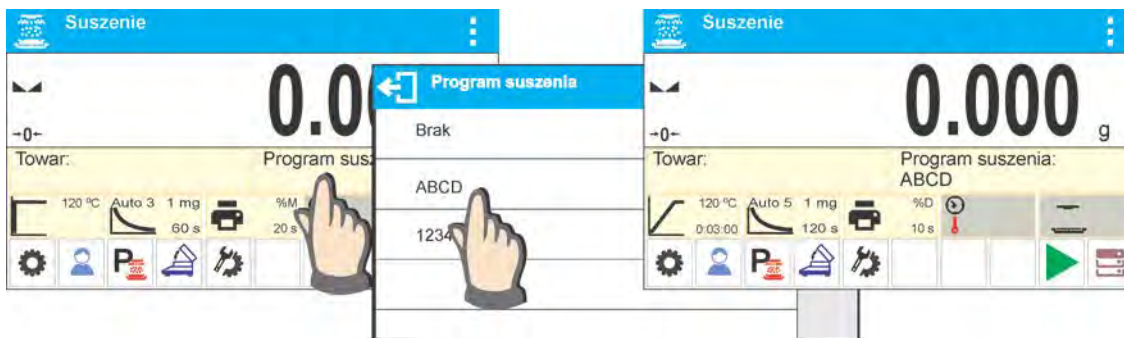 Suszenie
0.0
→0←
Towar:
Program sus
120 ºC
Auto 3
1 mg
60 s
%M
20 s
P
Program suszenia
Brak
ABCD
1234
Suszenie
0.000
g
→0←
Towar:
Program suszenia:
ABCD
120 ºC
0:03:00
Auto 5
1 mg
120 s
%D
10 s
P